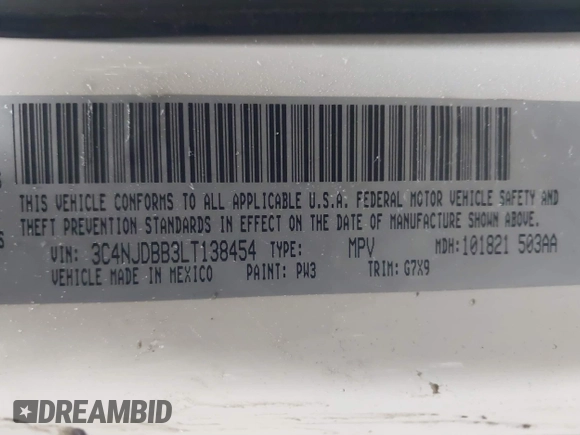 THIS VEHICLE CONFORMS TO ALL APPLICABLE U.S.A. FEDERAL MOTOR VEHICLE SAFETY AND
THEFT PREVENTION STANDARDS IN EFFECT ON THE DATE OF MANUFACTURE SHOWN ABOVE.
VIN: 3C4NJDBB3LT138454 TYPE: MPV MDH: 101821 503AA
VEHICLE MADE IN MEXICO PAINT: PW3 TRIM: G7X9
DREAMBID